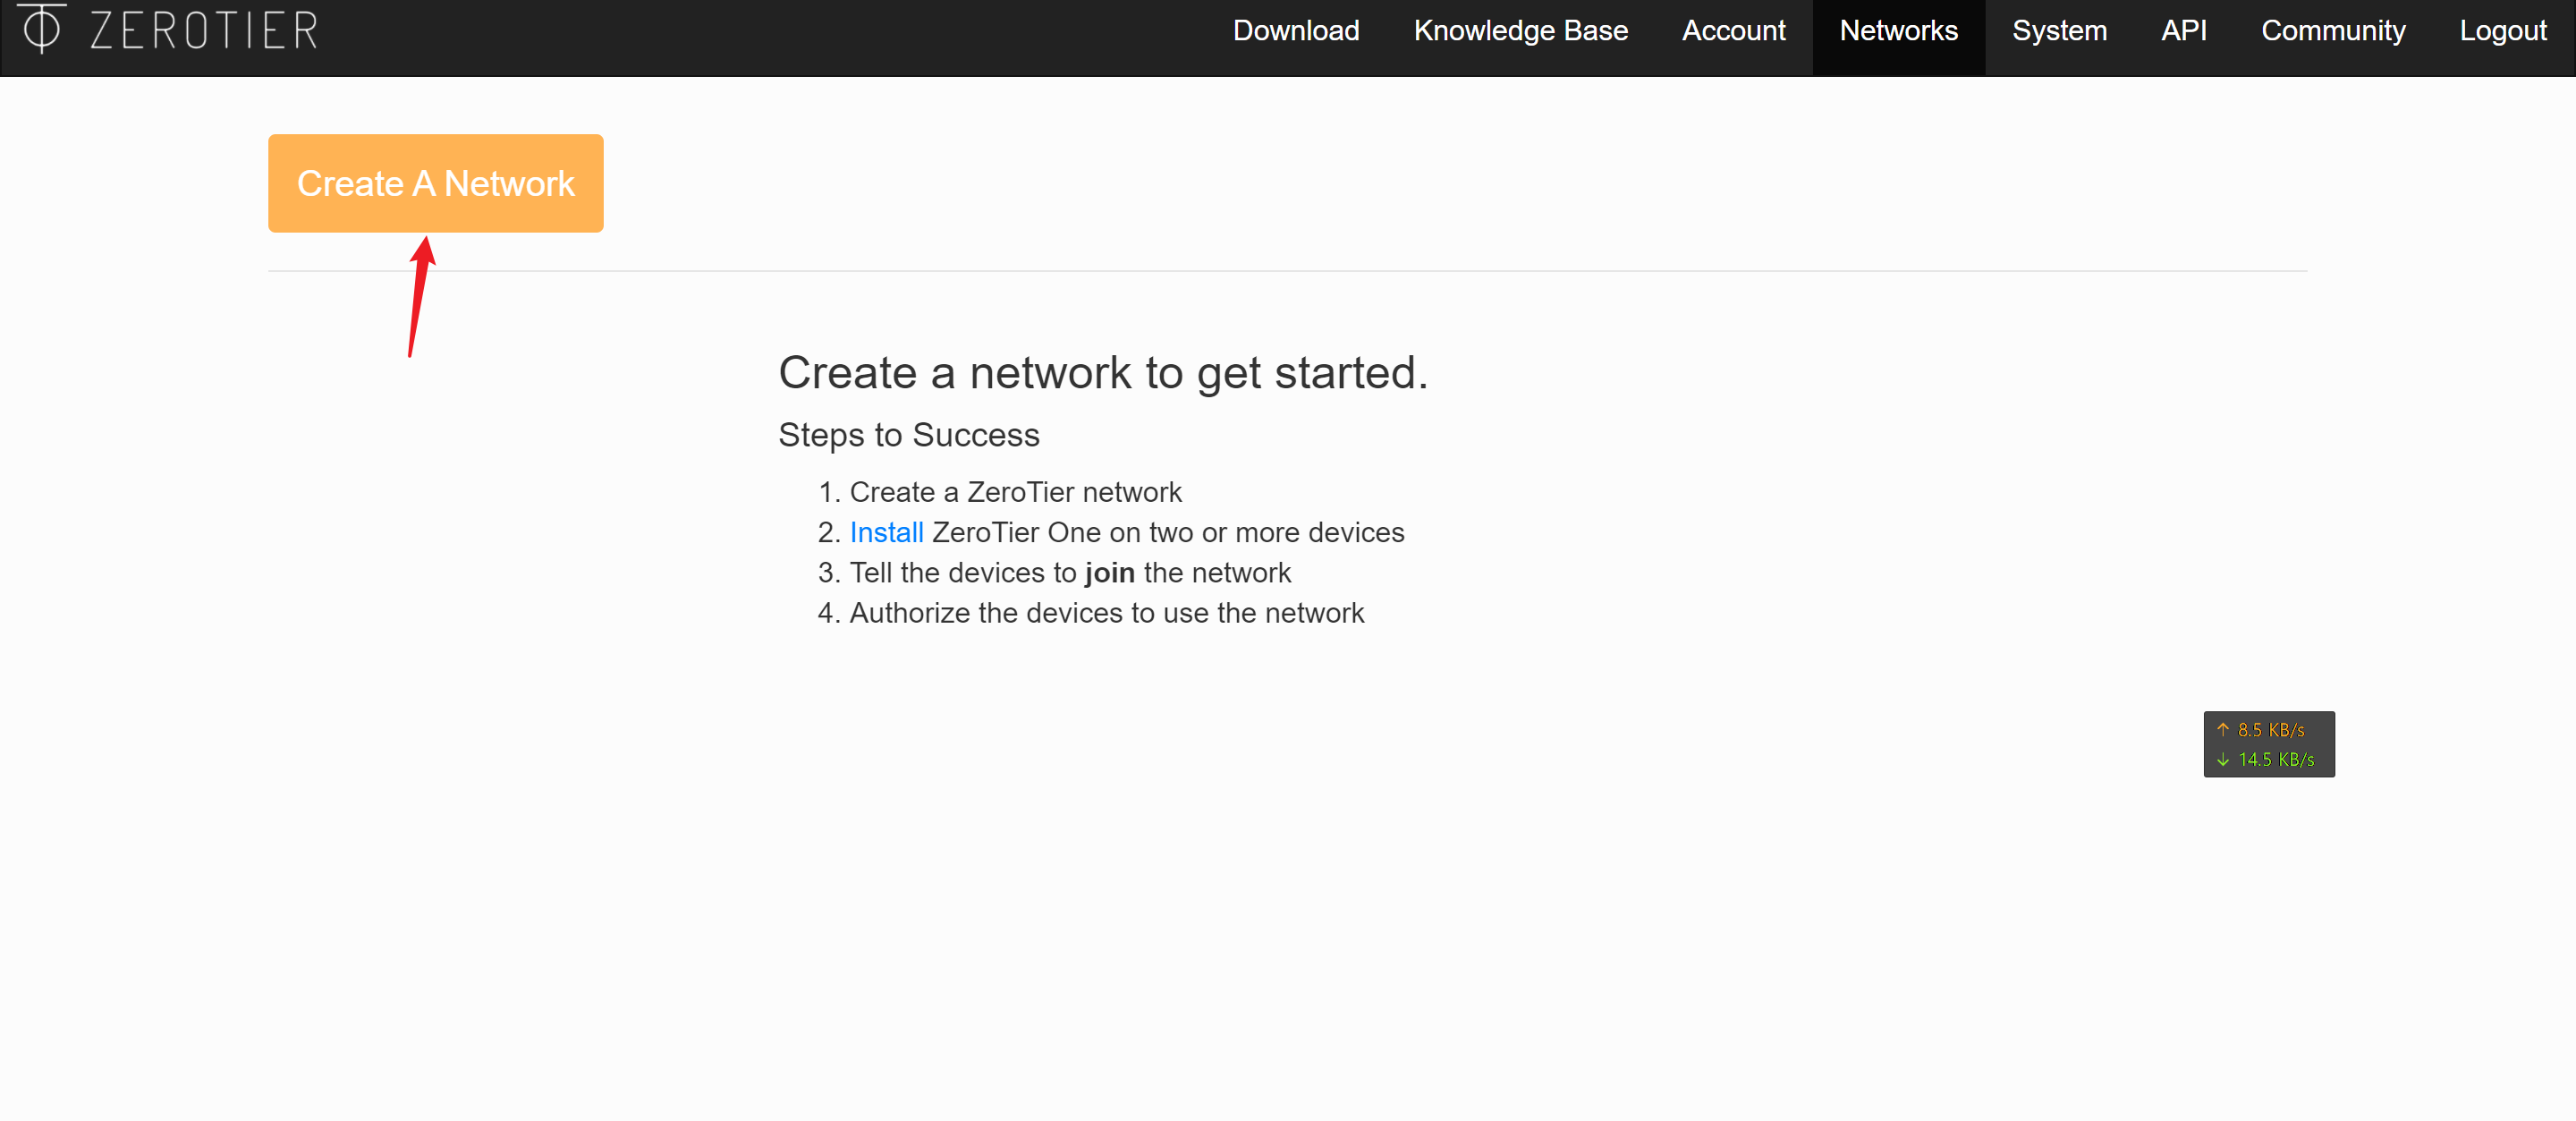 ZEROTIER
Download Knowledge Base Account Networks System API Community Logout
Create A Network
Create a network to get started.
Steps to Success
1. Create a ZeroTier network
2. Install ZeroTier One on two or more devices
3. Tell the devices to join the network
4. Authorize the devices to use the network
↑ 8.5 KB/s
↓ 14.5 KB/s